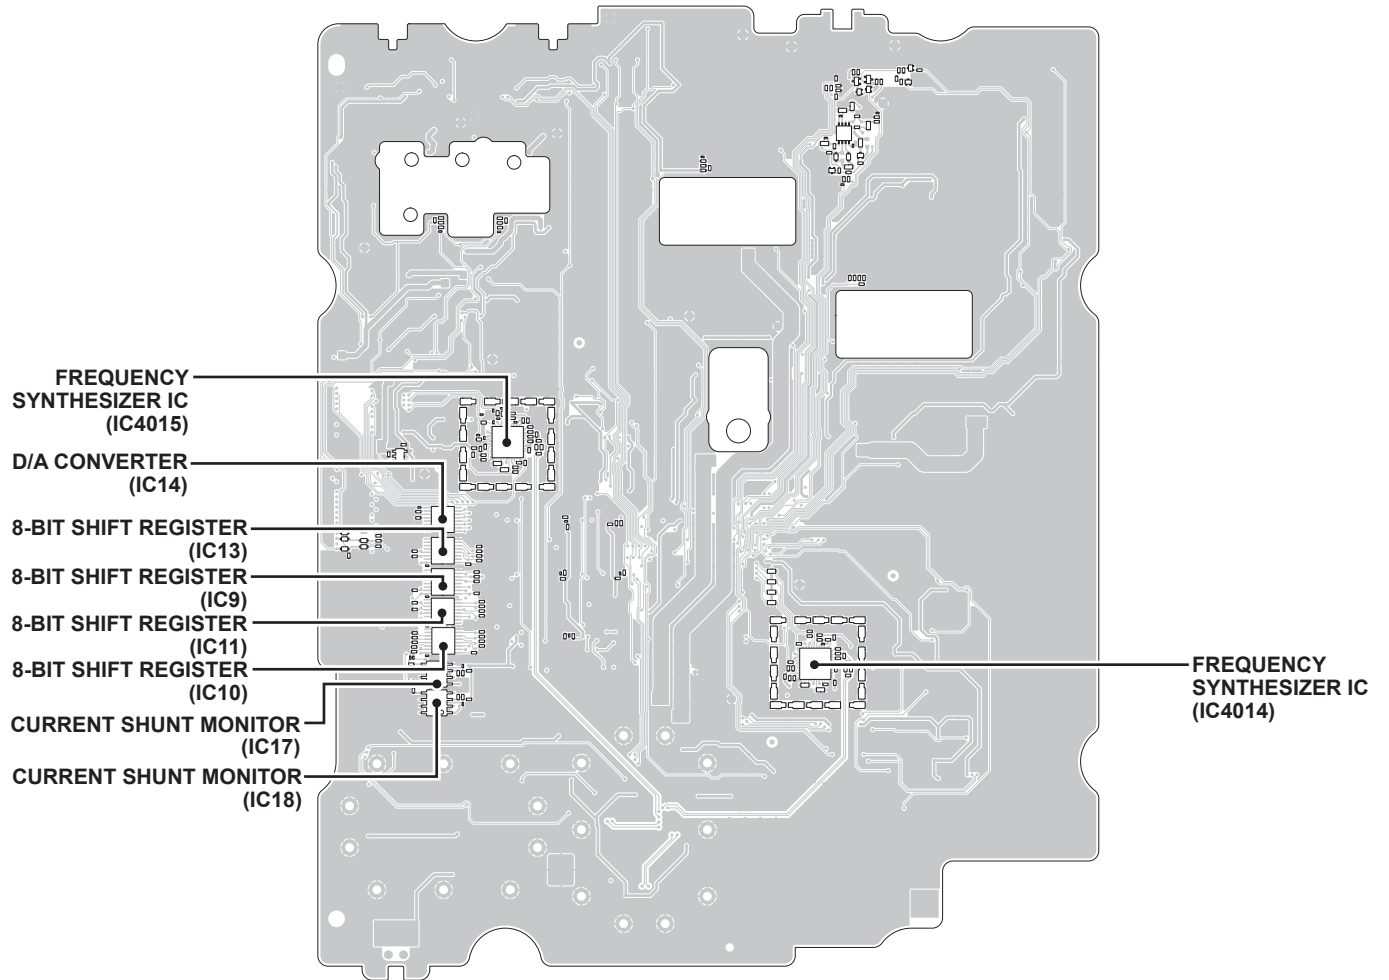 FREQUENCY
SYNTHESIZER IC
(IC4015)
D/A CONVERTER
(IC14)
8-BIT SHIFT REGISTER
(IC13)
8-BIT SHIFT REGISTER
(IC9)
8-BIT SHIFT REGISTER
(IC11)
8-BIT SHIFT REGISTER
(IC10)
CURRENT SHUNT MONITOR
(IC17)
CURRENT SHUNT MONITOR
(IC18)
FREQUENCY
SYNTHESIZER IC
(IC4014)